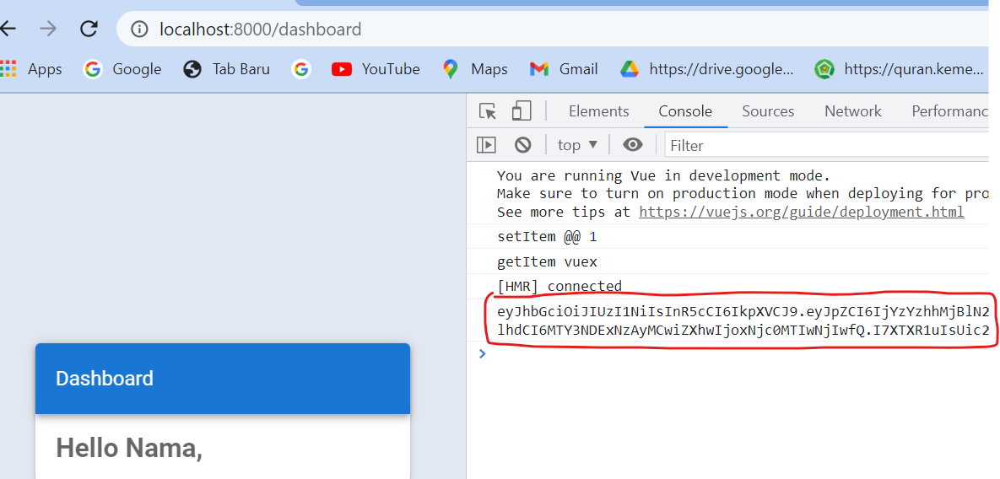 localhost:8000/dashboard
Apps Google Tab Baru YouTube Maps Gmail https://drive.google... https://quran.keme...
Elements Console Sources Network Performanc
top ▼ Filter
You are running Vue in development mode.
Make sure to turn on production mode when deploying for pro
See more tips at https://vuejs.org/guide/deployment.html
setItem @@ 1
getItem vuex
[HMR] connected
eyJhbGciOiJIUzI1NiIsInR5cCI6IkpXVCJ9.eyJpZCI6IjYzYzhhMjBlN2
lhdCI6MTY3NDExNzAyMCwiZXhwIjoxNjc0MTIwNjIwfQ.I7XTXR1uIsUic2
Dashboard
Hello Nama,